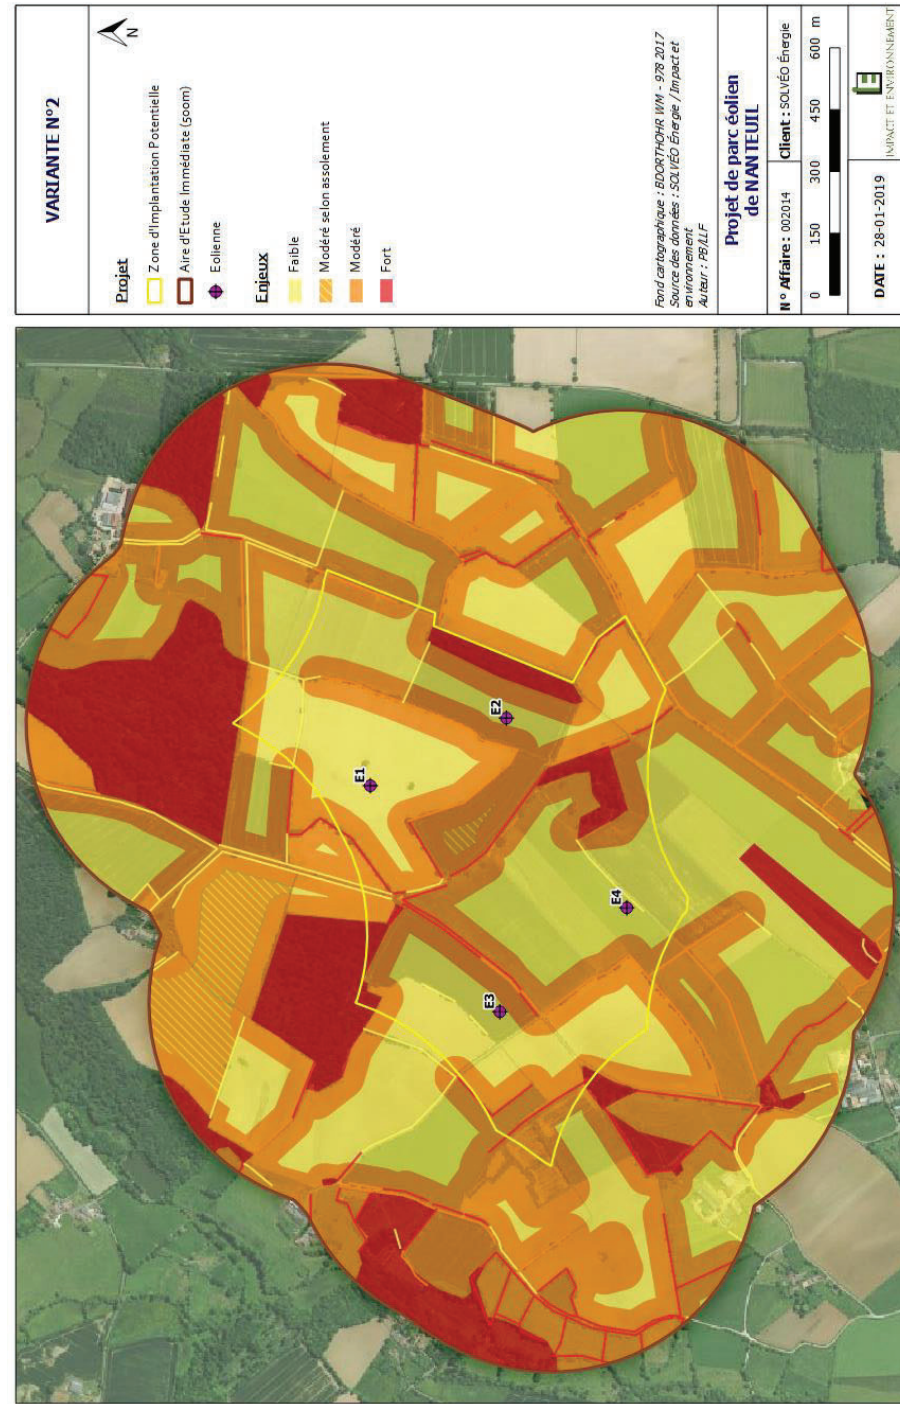 VARIANTE N°2
N
Projet
Zone d'Implantation Potentielle
Aire d'Etude Immédiate (500m)
Eolienne
Enjeux
Faible
Modéré selon assolement
Modéré
Fort
Fond cartographique : BDORTHOHR WM - 978 2017
Source des données : SOLVÉO Énergie / Impact et
environnement
Auteur : PB/LLF
Projet de parc éolien
de NANTEUIL
N° Affaire : 002014
Client : SOLVÉO Énergie
0 150 300 450 600 m
DATE : 28-01-2019
IE
IMPACT ET ENVIRONNEMENT
E1
E2
E3
E4